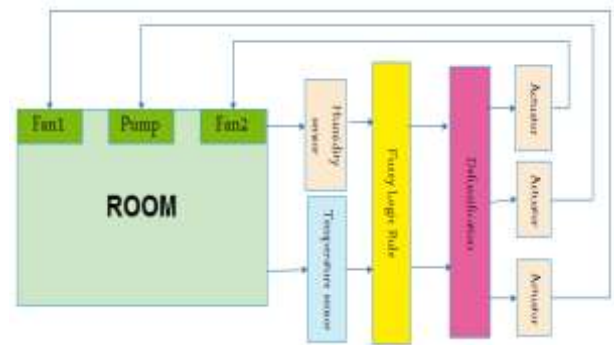 Fan1
Pump
Fan2
ROOM
Humidity
sensor
Temperature sensor
Fuzzy Logic Rule
Defuzzification
Actuator
Actuator
Actuator